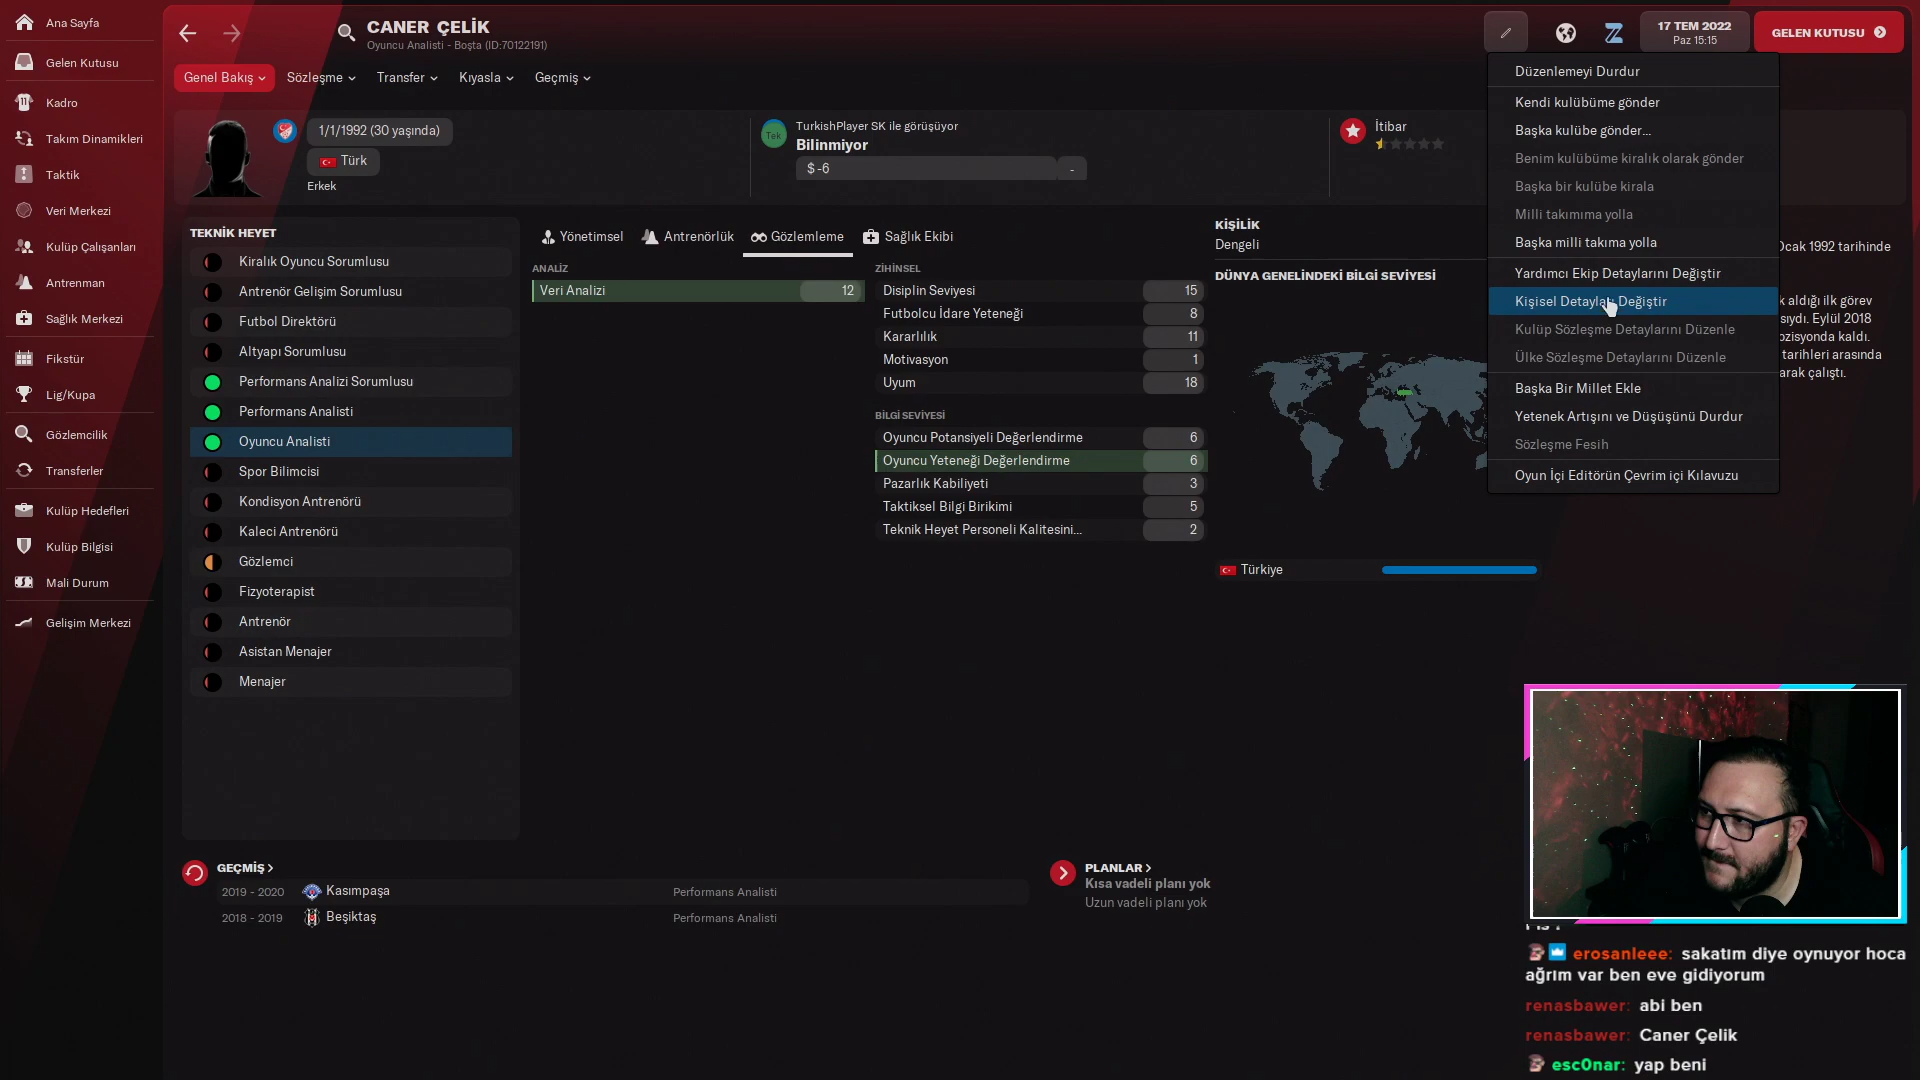 Ana Sayfa
Gelen Kutusu
Kadro
Takım Dinamikleri
Taktik
Veri Merkezi
Kulüp Çalışanları
Antrenman
Sağlık Merkezi
Fikstür
Lig/Kupa
Gözlemcilik
Transferler
Kulüp Hedefleri
Kulüp Bilgisi
Mali Durum
Gelişim Merkezi
CANER ÇELİK
Oyuncu Analisti - Boşta (ID:70122191)
17 TEM 2022
Paz 15:15
GELEN KUTUSU
Genel Bakış
Sözleşme
Transfer
Kıyasla
Geçmiş
1/1/1992 (30 yaşında)
Türk
Erkek
Tek
TurkishPlayer SK ile görüşüyor
Bilinmiyor
$ -6
-
İtibar
TEKNİK HEYET
Kiralık Oyuncu Sorumlusu
Antrenör Gelişim Sorumlusu
Futbol Direktörü
Altyapı Sorumlusu
Performans Analizi Sorumlusu
Performans Analisti
Oyuncu Analisti
Spor Bilimcisi
Kondisyon Antrenörü
Kaleci Antrenörü
Gözlemci
Fizyoterapist
Antrenör
Asistan Menajer
Menajer
Yönetimsel
Antrenörlük
Gözlemleme
Sağlık Ekibi
ANALİZ
Veri Analizi 12
ZİHİNSEL
Disiplin Seviyesi 15
Futbolcu İdare Yeteneği 8
Kararlılık 11
Motivasyon 1
Uyum 18
BİLGİ SEVİYESİ
Oyuncu Potansiyeli Değerlendirme 6
Oyuncu Yeteneği Değerlendirme 6
Pazarlık Kabiliyeti 3
Taktiksel Bilgi Birikimi 5
Teknik Heyet Personeli Kalitesini... 2
KİŞİLİK
Dengeli
DÜNYA GENELİNDEKİ BİLGİ SEVİYESİ
Türkiye
Düzenlemeyi Durdur
Kendi kulübüme gönder
Başka kulübe gönder...
Benim kulübüme kiralık olarak gönder
Başka bir kulübe kirala
Milli takımıma yolla
Başka milli takıma yolla
Yardımcı Ekip Detaylarını Değiştir
Kişisel Detayları Değiştir
Kulüp Sözleşme Detaylarını Düzenle
Ülke Sözleşme Detaylarını Düzenle
Başka Bir Millet Ekle
Yetenek Artışını ve Düşüşünü Durdur
Sözleşme Fesih
Oyun İçi Editörün Çevrim içi Kılavuzu
Ocak 1992 tarihinde
k aldığı ilk görev
sıydı. Eylül 2018
ozisyonda kaldı.
tarihleri arasında
arak çalıştı.
GEÇMİŞ
2019 - 2020 Kasımpaşa Performans Analisti
2018 - 2019 Beşiktaş Performans Analisti
PLANLAR
Kısa vadeli planı yok
Uzun vadeli planı yok
erosanleee: sakatım diye oynuyor hoca
ağrım var ben eve gidiyorum
renasbawer: abi ben
renasbawer: Caner Çelik
esc0nar: yap beni